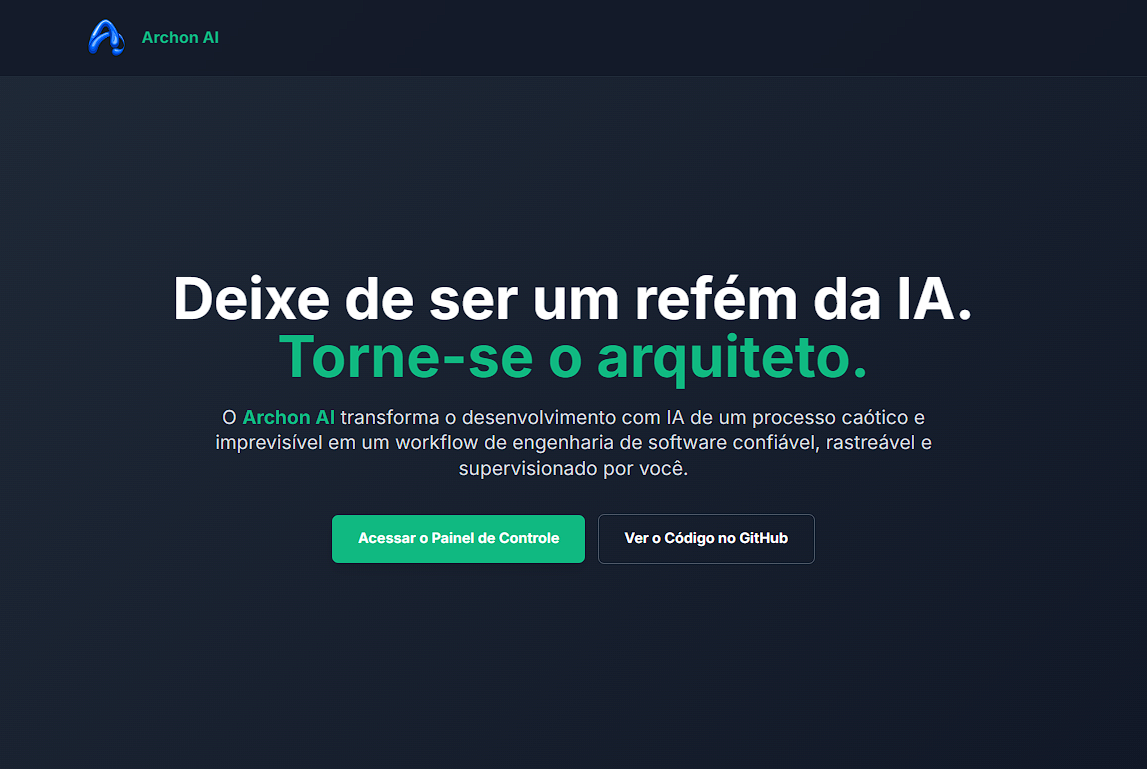 Archon AI
Deixe de ser um refém da IA.
Torne-se o arquiteto.
O Archon AI transforma o desenvolvimento com IA de um processo caótico e
imprevisível em um workflow de engenharia de software confiável, rastreável e
supervisionado por você.
Acessar o Painel de Controle
Ver o Código no GitHub